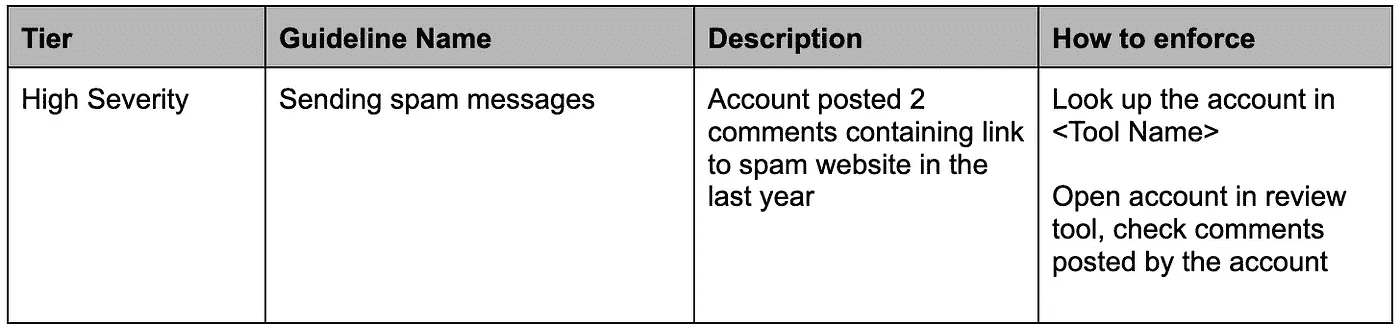 Tier
Guideline Name
Description
How to enforce
High Severity
Sending spam messages
Account posted 2
comments containing link
to spam website in the
last year
Look up the account in
<Tool Name>
Open account in review
tool, check comments
posted by the account